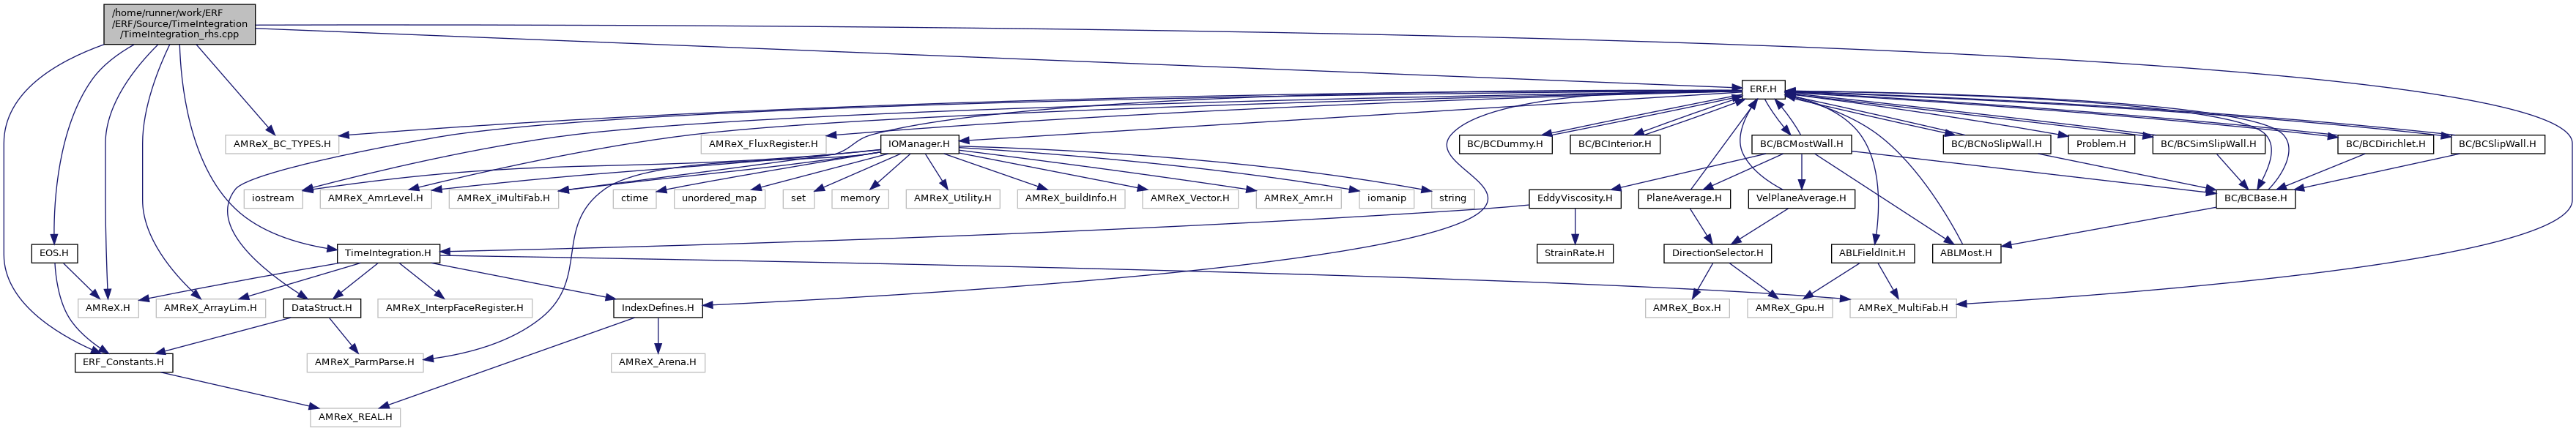 /home/runner/work/ERF
/ERF/Source/TimeIntegration
/TimeIntegration_rhs.cpp
ERF.H
AMReX_BC_TYPES.H
AMReX_FluxRegister.H
IOManager.H
BC/BCDummy.H
BC/BCInterior.H
BC/BCMostWall.H
BC/BCNoSlipWall.H
Problem.H
BC/BCSimSlipWall.H
BC/BCDirichlet.H
BC/BCSlipWall.H
iostream
AMReX_AmrLevel.H
AMReX_iMultiFab.H
ctime
unordered_map
set
memory
AMReX_Utility.H
AMReX_buildInfo.H
AMReX_Vector.H
AMReX_Amr.H
iomanip
string
EddyViscosity.H
PlaneAverage.H
VelPlaneAverage.H
BC/BCBase.H
EOS.H
TimeIntegration.H
StrainRate.H
DirectionSelector.H
ABLFieldInit.H
ABLMost.H
AMReX.H
AMReX_ArrayLim.H
DataStruct.H
AMReX_InterpFaceRegister.H
IndexDefines.H
AMReX_Box.H
AMReX_Gpu.H
AMReX_MultiFab.H
ERF_Constants.H
AMReX_ParmParse.H
AMReX_Arena.H
AMReX_REAL.H